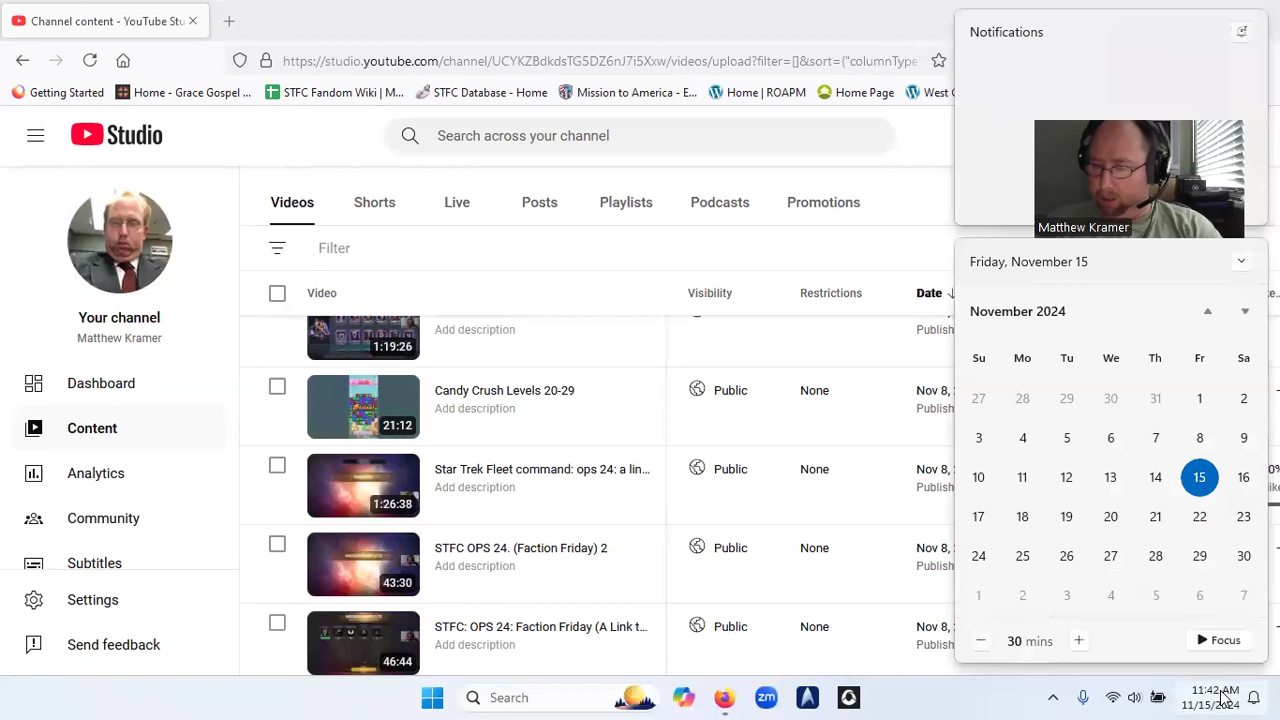 Channel content - YouTube Stu
https://studio.youtube.com/channel/UCYKZBdkdsTG5DZ6nJ7i5Xxw/videos/upload?filter=[]&sort={"columnType
Getting Started
Home - Grace Gospel ...
STFC Fandom Wiki | M...
STFC Database - Home
Mission to America - E...
Home | ROAPM
Home Page
West C
Studio
Search across your channel
Your channel
Matthew Kramer
Dashboard
Content
Analytics
Community
Subtitles
Settings
Send feedback
Videos
Shorts
Live
Posts
Playlists
Podcasts
Promotions
Filter
Video
Visibility
Restrictions
Date
Add description
Publish
1:19:26
Candy Crush Levels 20-29
Add description
21:12
Public
None
Nov 8,
Publish
Star Trek Fleet command: ops 24: a lin...
Add description
1:26:38
Public
None
Nov 8,
Publish
STFC OPS 24. (Faction Friday) 2
Add description
43:30
Public
None
Nov 8,
Publish
STFC: OPS 24: Faction Friday (A Link t...
Add description
46:44
Public
None
Nov 8,
Publish
Notifications
Matthew Kramer
Friday, November 15
November 2024
Su Mo Tu We Th Fr Sa
27 28 29 30 31 1 2
3 4 5 6 7 8 9
10 11 12 13 14 15 16
17 18 19 20 21 22 23
24 25 26 27 28 29 30
1 2 3 4 5 6 7
30 mins
Focus
Search
zm
11:42 AM
11/15/2024